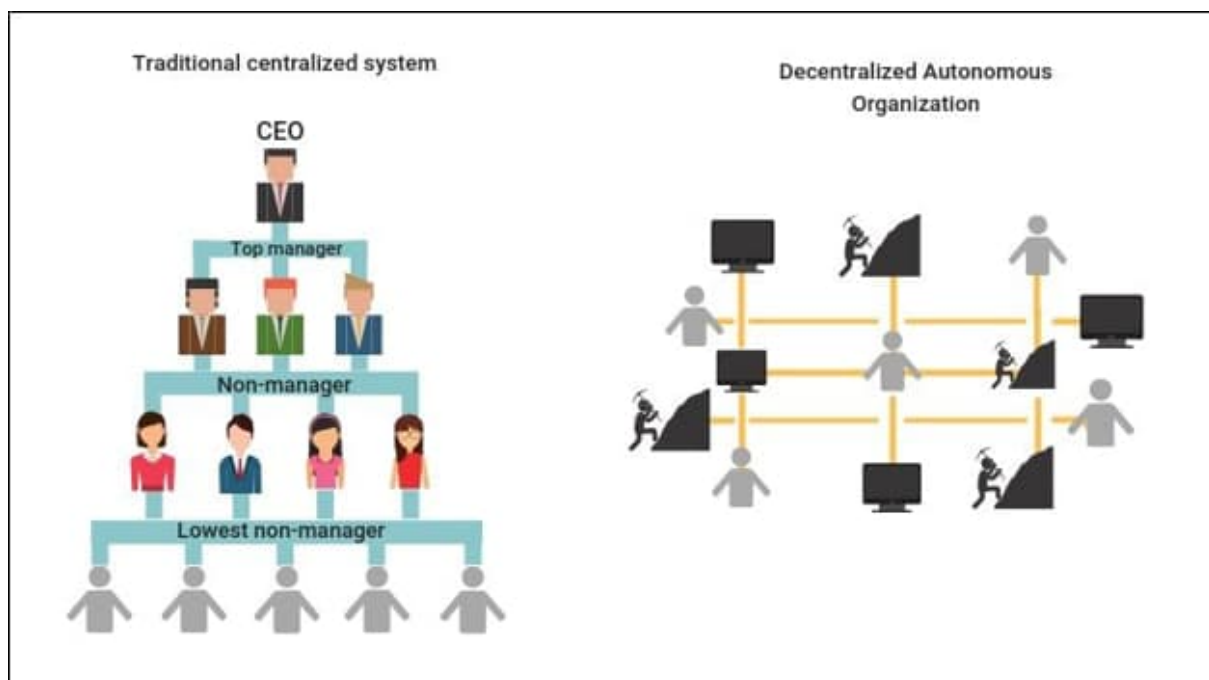 Traditional centralized system
CEO
Top manager
Non-manager
Lowest non-manager
Decentralized Autonomous
Organization